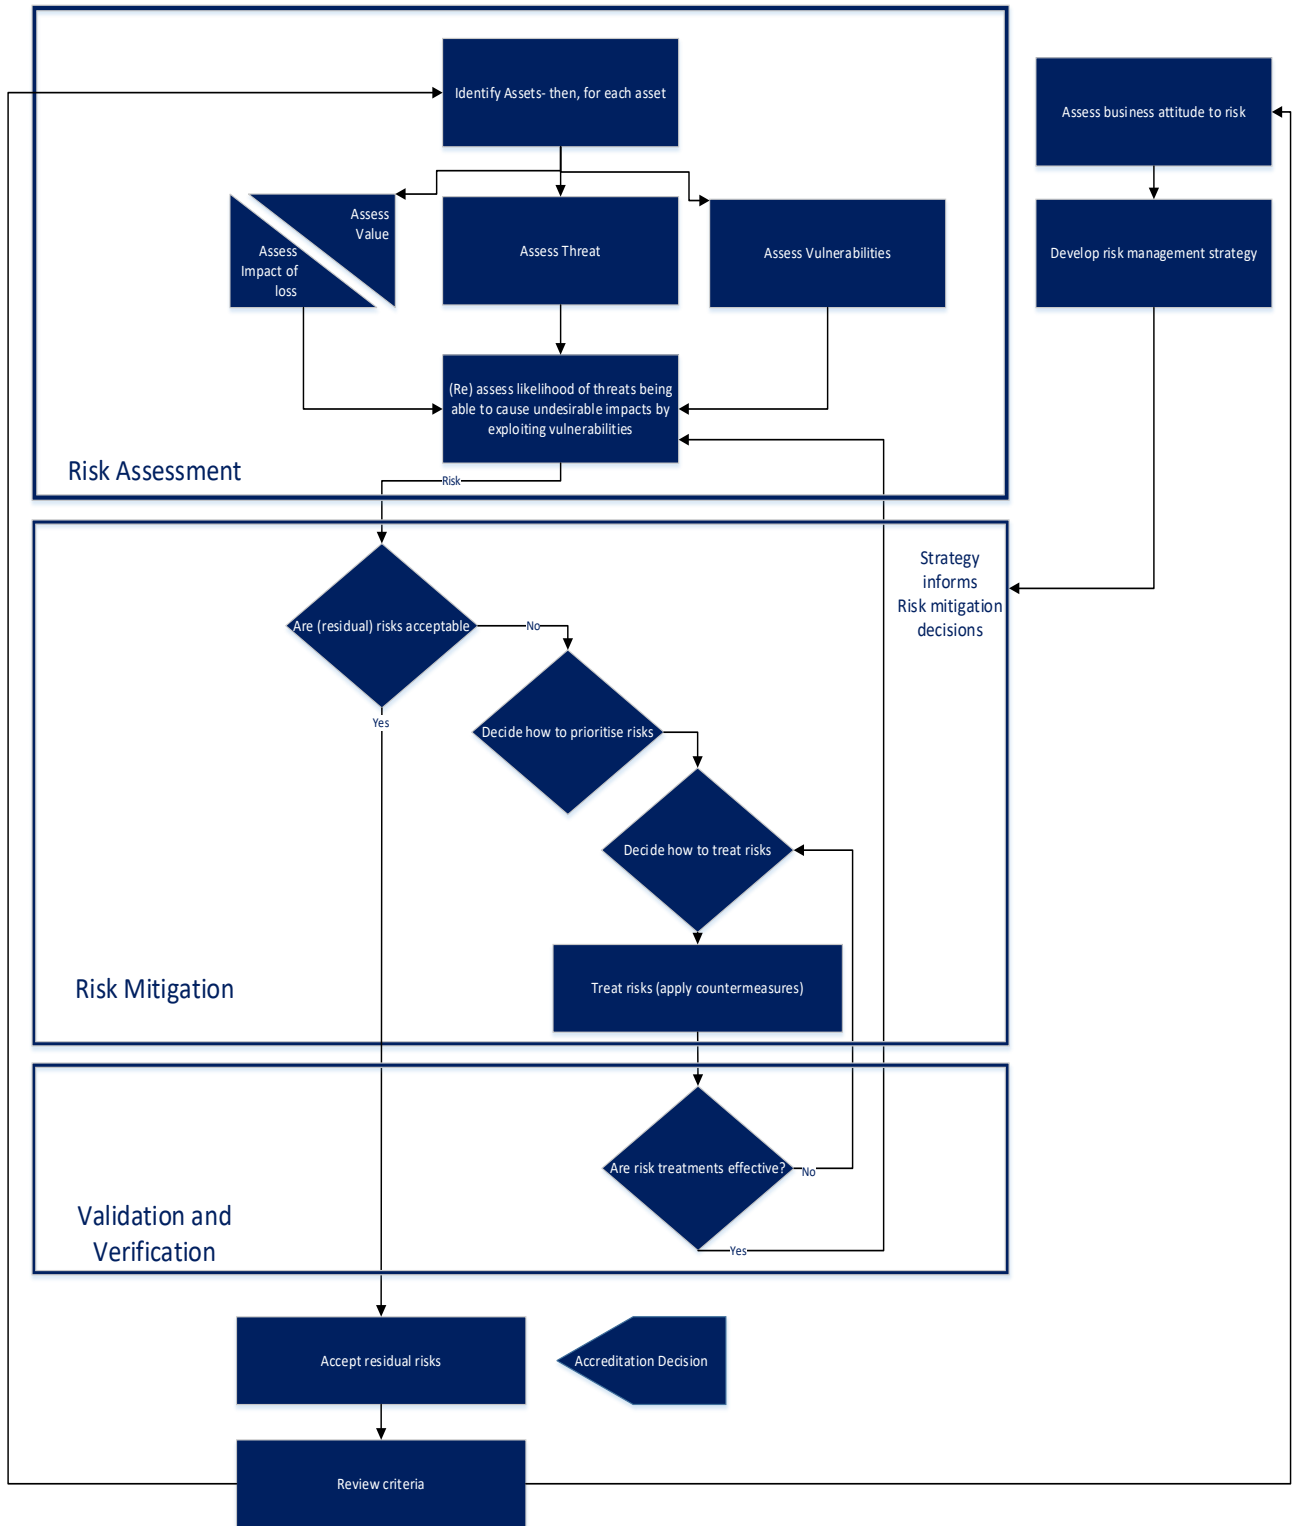 Identify Assets- then, for each asset
Assess business attitude to risk
Assess
Value
Assess
Impact of
loss
Assess Threat
Assess Vulnerabilities
Develop risk management strategy
(Re) assess likelihood of threats being
able to cause undesirable impacts by
exploiting vulnerabilities
Risk Assessment
Risk
Strategy
informs
Risk mitigation
decisions
Are (residual) risks acceptable
No
Yes
Decide how to prioritise risks
Decide how to treat risks
Risk Mitigation
Treat risks (apply countermeasures)
Are risk treatments effective?
No
Validation and
Verification
Yes
Accept residual risks
Accreditation Decision
Review criteria